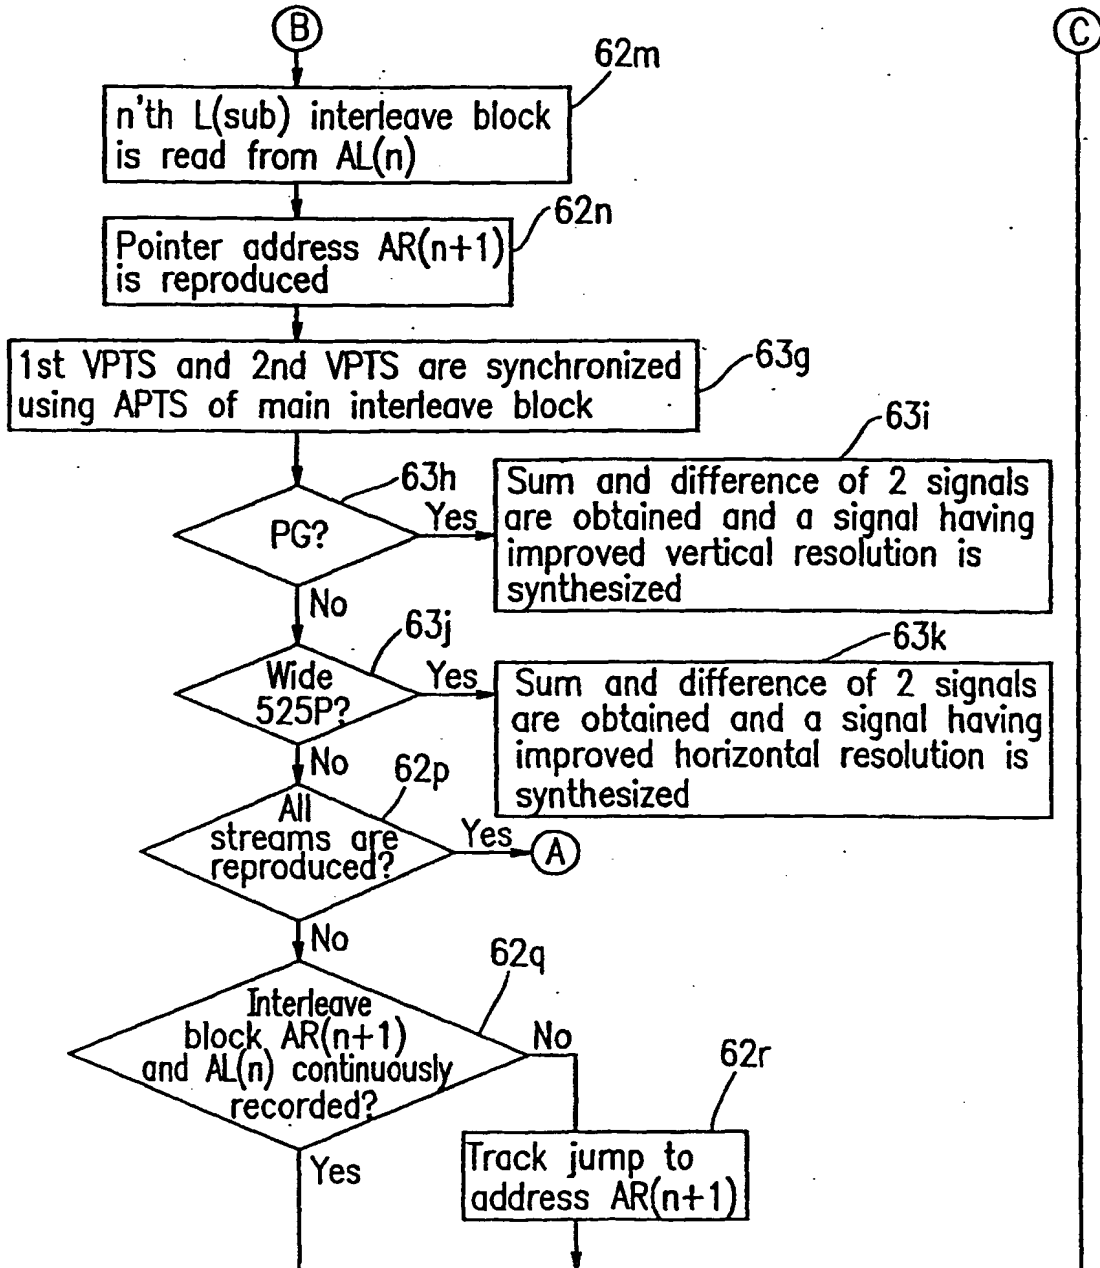 B
C
62m
n'th L(sub) interleave block
is read from AL(n)
62n
Pointer address AR(n+1)
is reproduced
63g
1st VPTS and 2nd VPTS are synchronized
using APTS of main interleave block
63i
63h
PG?
Yes
Sum and difference of 2 signals
are obtained and a signal having
improved vertical resolution is
synthesized
No
63j
63k
Wide
525P?
Yes
Sum and difference of 2 signals
are obtained and a signal having
improved horizontal resolution is
synthesized
No
62p
All
streams are
reproduced?
Yes
A
No
62q
Interleave
block AR(n+1)
and AL(n) continuously
recorded?
No
62r
Yes
Track jump to
address AR(n+1)